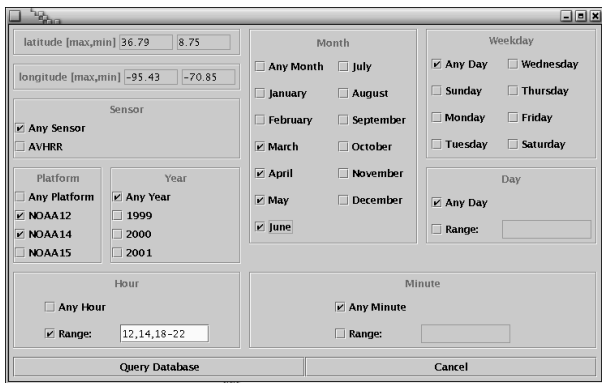 latitude [max,min] 36.79 8.75
longitude [max,min] -95.43 -70.85
Sensor
Any Sensor
AVHRR
Platform
Any Platform
NOAA12
NOAA14
NOAA15
Year
Any Year
1999
2000
2001
Month
Any Month
January
February
March
April
May
June
July
August
September
October
November
December
Weekday
Any Day
Sunday
Monday
Tuesday
Wednesday
Thursday
Friday
Saturday
Day
Any Day
Range:
Hour
Any Hour
Range: 12,14,18-22
Minute
Any Minute
Range:
Query Database
Cancel